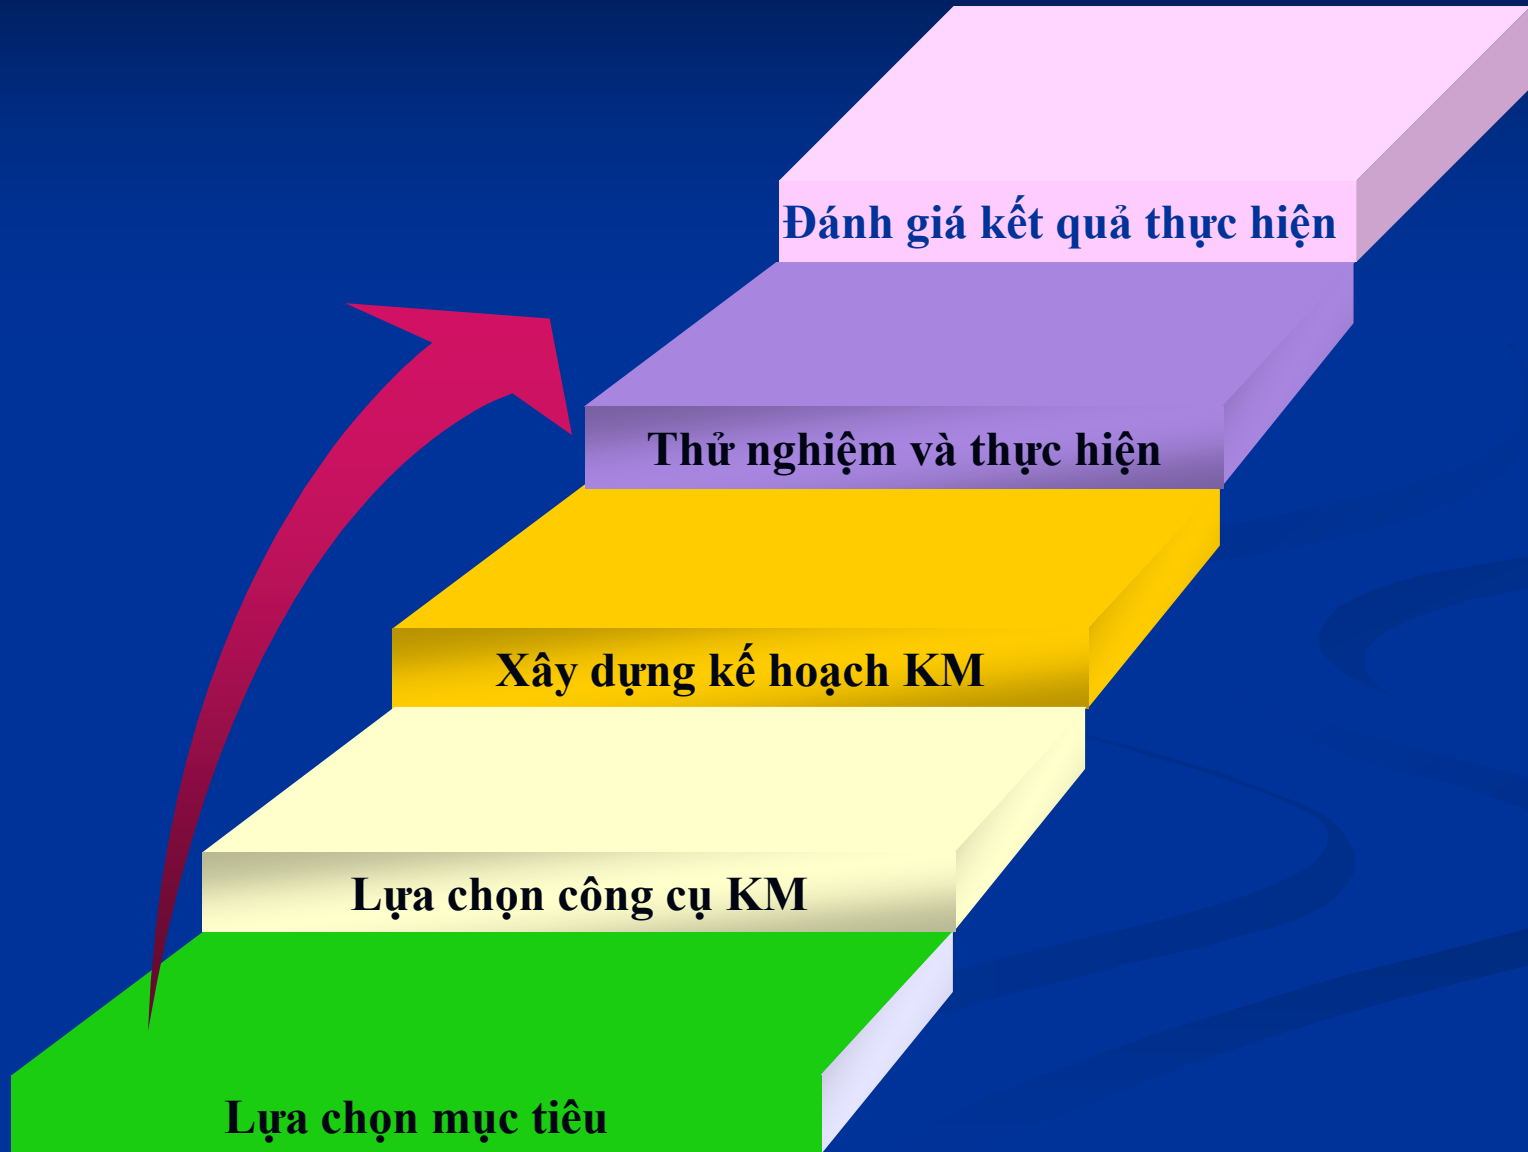 Đánh giá kết quả thực hiện
Thử nghiệm và thực hiện
Xây dựng kế hoạch KM
Lựa chọn công cụ KM
Lựa chọn mục tiêu